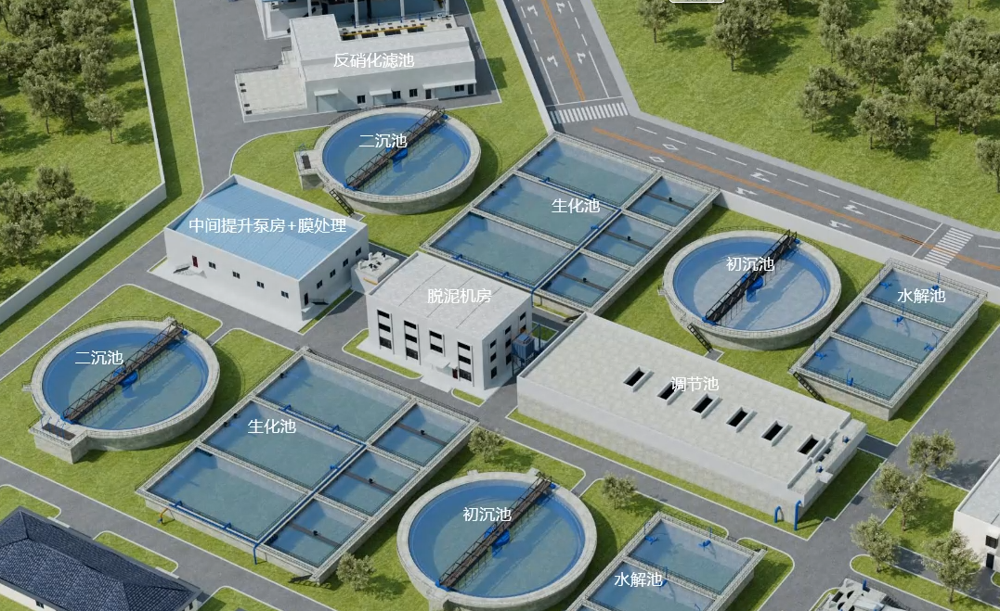 反硝化滤池
二沉池
生化池
中间提升泵房+膜处理
初沉池
脱泥机房
水解池
二沉池
调节池
生化池
初沉池
水解池